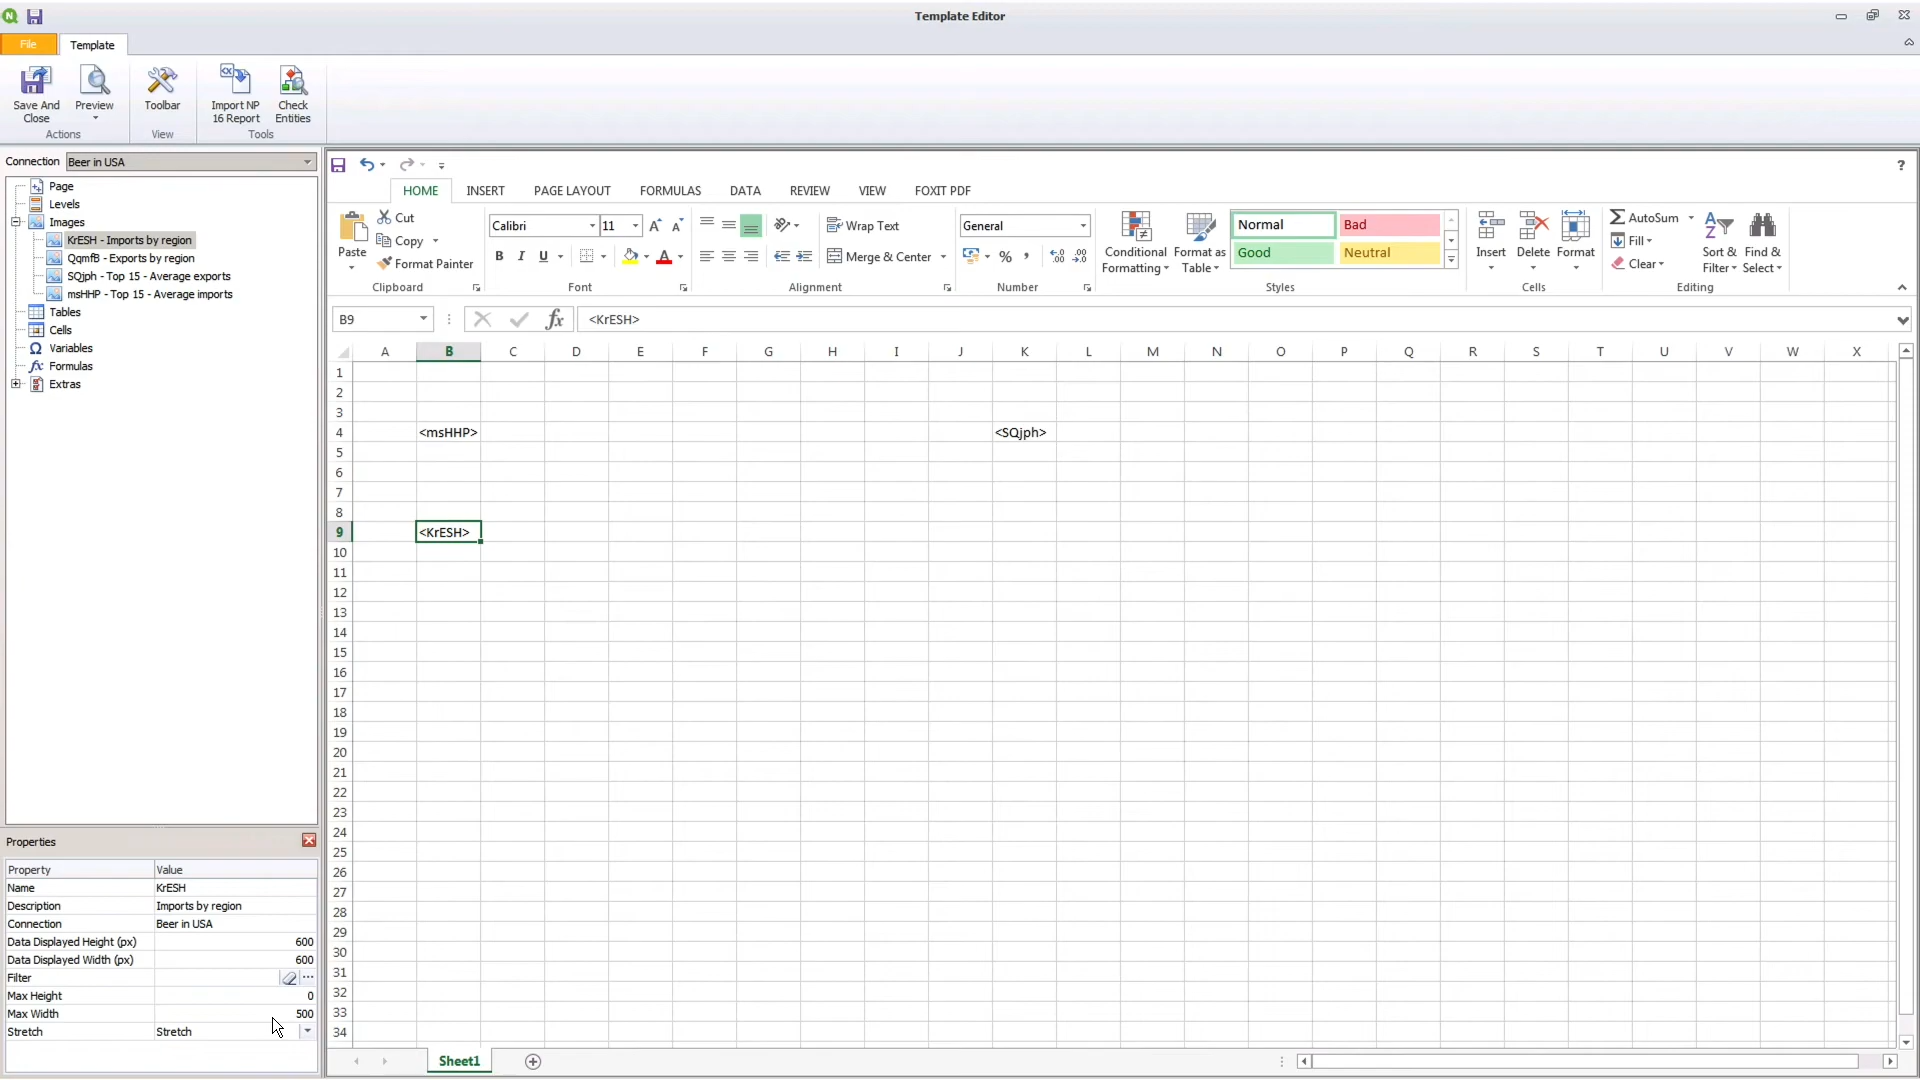 Template Editor
File Template
Save And Close
Preview
Toolbar
Import NP 16 Report
Check Entities
Actions View Tools
Connection Beer in USA
Page
Levels
Images
KrESH - Imports by region
QqmfB - Exports by region
SQjph - Top 15 - Average exports
msHHP - Top 15 - Average imports
Tables
Cells
Variables
Formulas
Extras
Properties
Property Value
Name KrESH
Description Imports by region
Connection Beer in USA
Data Displayed Height (px) 600
Data Displayed Width (px) 600
Filter
Max Height 0
Max Width 500
Stretch Stretch
HOME INSERT PAGE LAYOUT FORMULAS DATA REVIEW VIEW FOXIT PDF
Paste
Cut
Copy
Format Painter
Clipboard
Calibri 11
B I U
Font
Wrap Text
Merge & Center
Alignment
General
% ,
Number
Conditional Formatting
Format as Table
Normal Bad
Good Neutral
Styles
Insert Delete Format
Cells
AutoSum
Fill
Clear
Sort & Filter
Find & Select
Editing
B9 fx <KrESH>
A B C D E F G H I J K L M N O P Q R S T U V W X
1
2
3
4 <msHHP> <SQjph>
5
6
7
8
9 <KrESH>
10
11
12
13
14
15
16
17
18
19
20
21
22
23
24
25
26
27
28
29
30
31
32
33
34
Sheet1